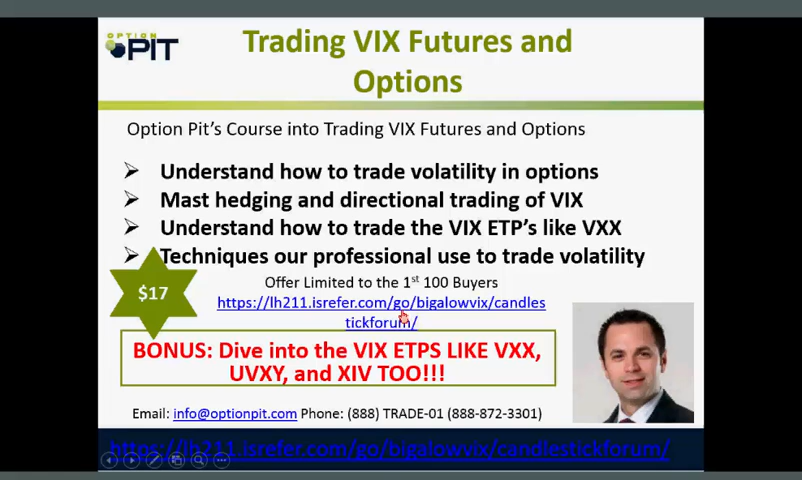 OPTION
PIT
Trading VIX Futures and
Options
Option Pit's Course into Trading VIX Futures and Options
Understand how to trade volatility in options
Mast hedging and directional trading of VIX
Understand how to trade the VIX ETP's like VXX
Techniques our professional use to trade volatility
$17
Offer Limited to the 1st 100 Buyers
https://lh211.isrefer.com/go/bigalowvix/candles
tickforum/
BONUS: Dive into the VIX ETPS LIKE VXX,
UVXY, and XIV TOO!!!
Email: info@optionpit.com Phone: (888) TRADE-01 (888-872-3301)
https://lh211.isrefer.com/go/bigalowvix/candlestickforum/